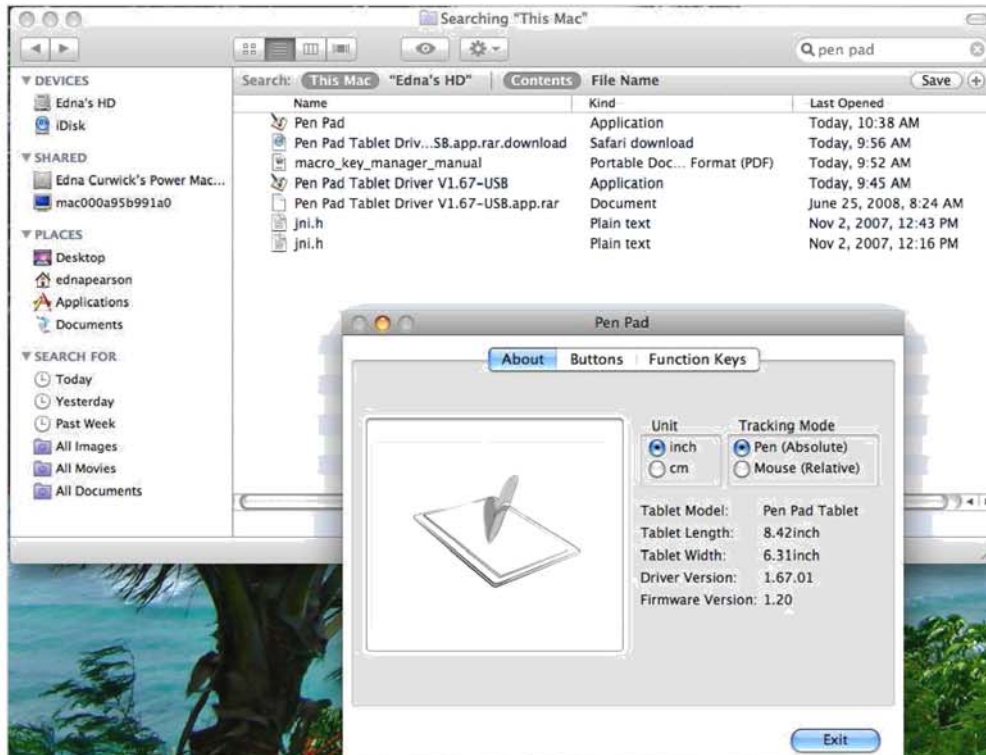 Searching "This Mac"
pen pad
DEVICES
Edna's HD
iDisk
SHARED
Edna Curwick's Power Mac...
mac000a95b991a0
PLACES
Desktop
ednapearson
Applications
Documents
SEARCH FOR
Today
Yesterday
Past Week
All Images
All Movies
All Documents
Search: This Mac "Edna's HD" Contents File Name Save
Name Kind Last Opened
Pen Pad Application Today, 10:38 AM
Pen Pad Tablet Driv...SB.app.rar.download Safari download Today, 9:56 AM
macro_key_manager_manual Portable Doc... Format (PDF) Today, 9:52 AM
Pen Pad Tablet Driver V1.67-USB Application Today, 9:45 AM
Pen Pad Tablet Driver V1.67-USB.app.rar Document June 25, 2008, 8:24 AM
jni.h Plain text Nov 2, 2007, 12:43 PM
jni.h Plain text Nov 2, 2007, 12:16 PM
Pen Pad
About Buttons Function Keys
Unit Tracking Mode
inch Pen (Absolute)
cm Mouse (Relative)
Tablet Model: Pen Pad Tablet
Tablet Length: 8.42inch
Tablet Width: 6.31inch
Driver Version: 1.67.01
Firmware Version: 1.20
Exit